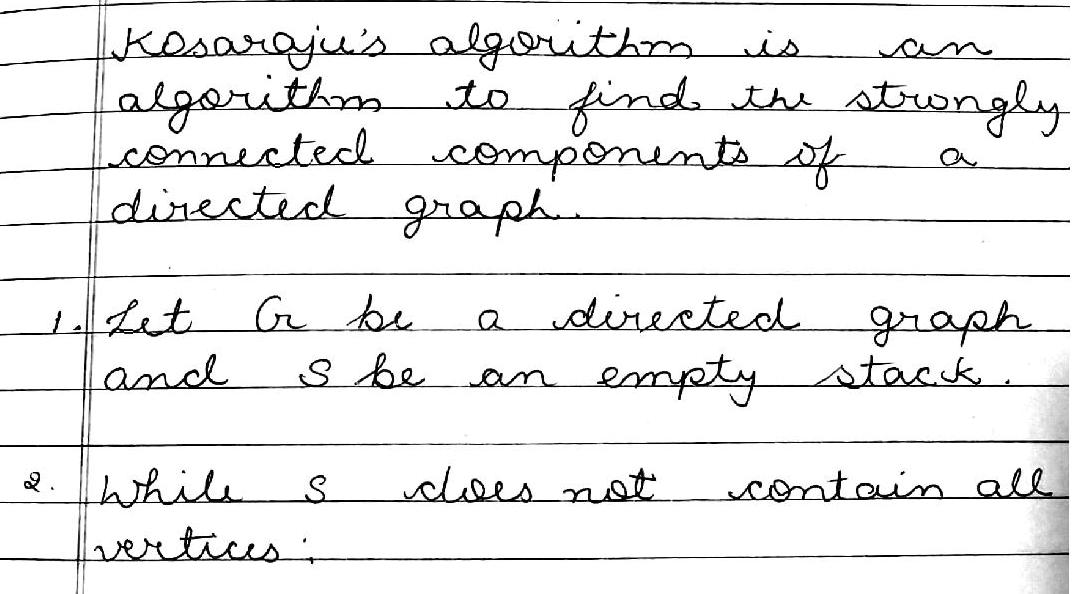 Kosaraju's algorithm is an
algorithm to find the strongly
connected components of a
directed graph.
1. Let G be a directed graph
and S be an empty stack.
2. While S does not contain all
vertices: